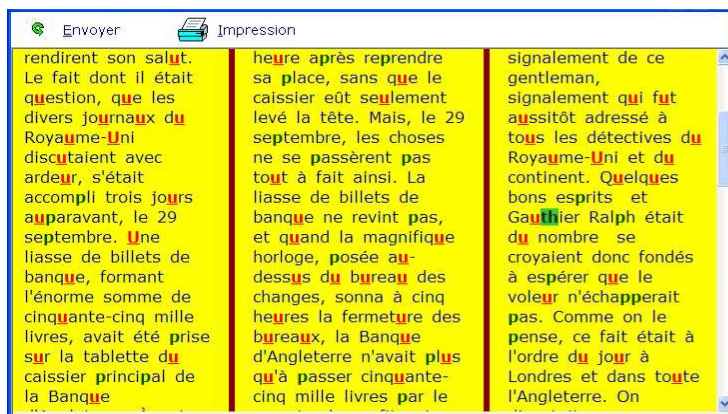 Envoyer Impression
rendirent son salut.
Le fait dont il était
question, que les
divers journaux du
Royaume-Uni
discutaient avec
ardeur, s'était
accompli trois jours
auparavant, le 29
septembre. Une
liasse de billets de
banque, formant
l'énorme somme de
cinquante-cinq mille
livres, avait été prise
sur la tablette du
caissier principal de
la Banque
heure après reprendre
sa place, sans que le
caissier eût seulement
levé la tête. Mais, le 29
septembre, les choses
ne se passèrent pas
tout à fait ainsi. La
liasse de billets de
banque ne revint pas,
et quand la magnifique
horloge, posée au-
dessus du bureau des
changes, sonna à cinq
heures la fermeture des
bureaux, la Banque
d'Angleterre n'avait plus
qu'à passer cinquante-
cinq mille livres par le
signalement de ce
gentleman,
signalement qui fut
aussitôt adressé à
tous les détectives du
Royaume-Uni et du
continent. Quelques
bons esprits et
Gauthier Ralph était
du nombre se
croyaient donc fondés
à espérer que le
voleur n'échapperait
pas. Comme on le
pense, ce fait était à
l'ordre du jour à
Londres et dans toute
l'Angleterre. On